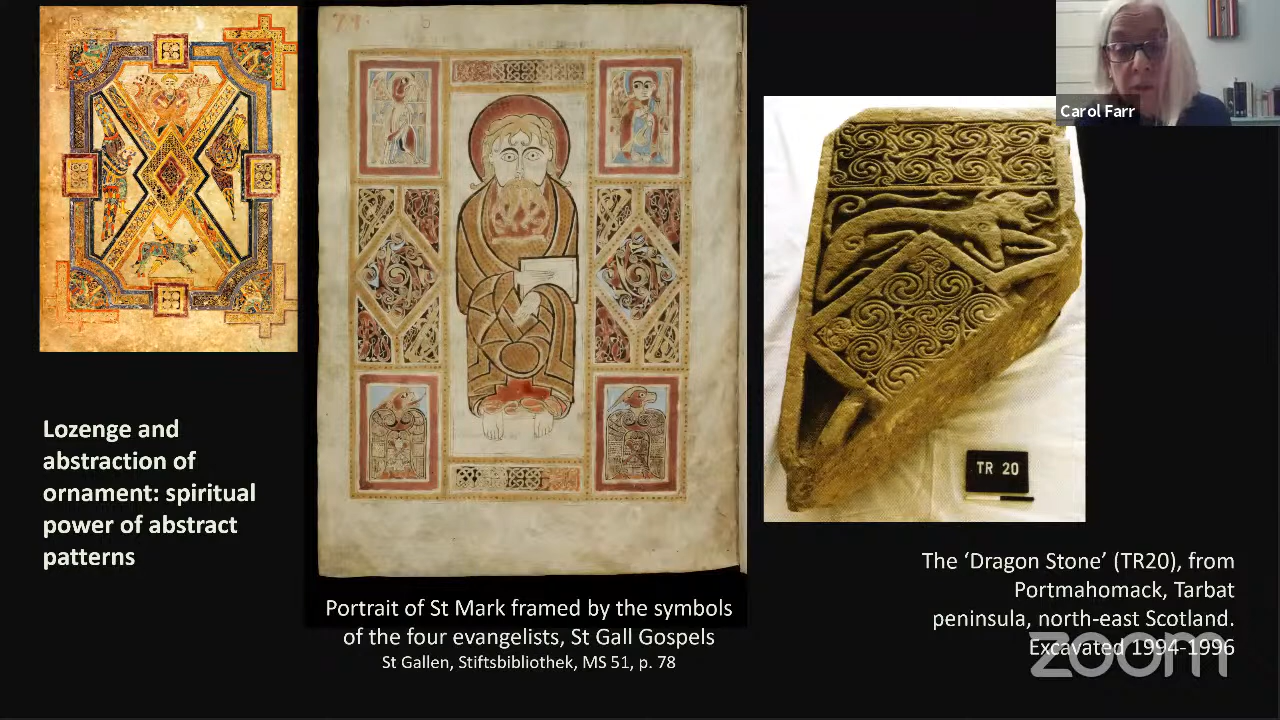 Carol Farr
Lozenge and
abstraction of
ornament: spiritual
power of abstract
patterns
Portrait of St Mark framed by the symbols
of the four evangelists, St Gall Gospels
St Gallen, Stiftsbibliothek, MS 51, p. 78
TR 20
The ‘Dragon Stone’ (TR20), from
Portmahomack, Tarbat
peninsula, north-east Scotland.
Excavated 1994-1996
zoom